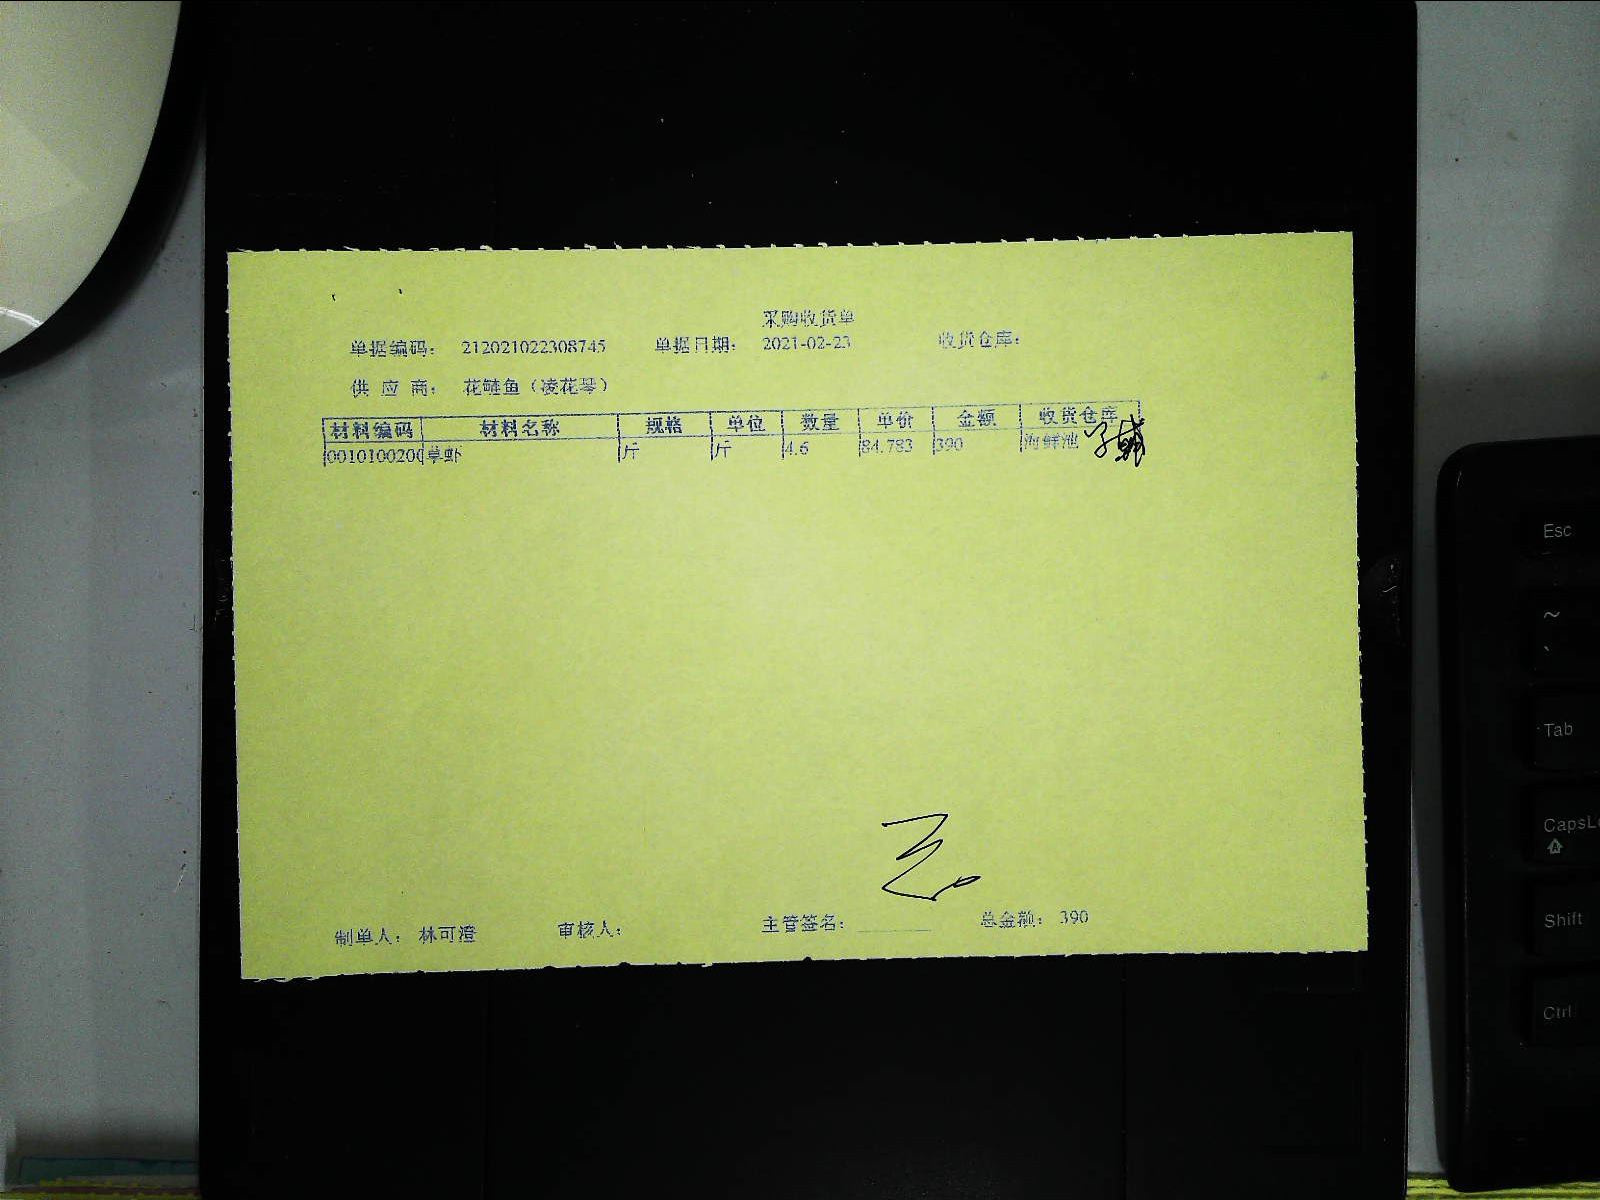 采购收货单
单据编码： 212021022308745 单据日期： 2021-02-23 收货仓库：
供 应 商： 花鲢鱼（凌花琴）
材料编码 材料名称 规格 单位 数量 单价 金额 收货仓库
0010100200 草虾 斤 斤 4.6 84.783 390 海鲜池
制单人： 林可澄 审核人： 主管签名： 总金额： 390
Esc
~
`
Tab
CapsLo
Shift
Ctrl